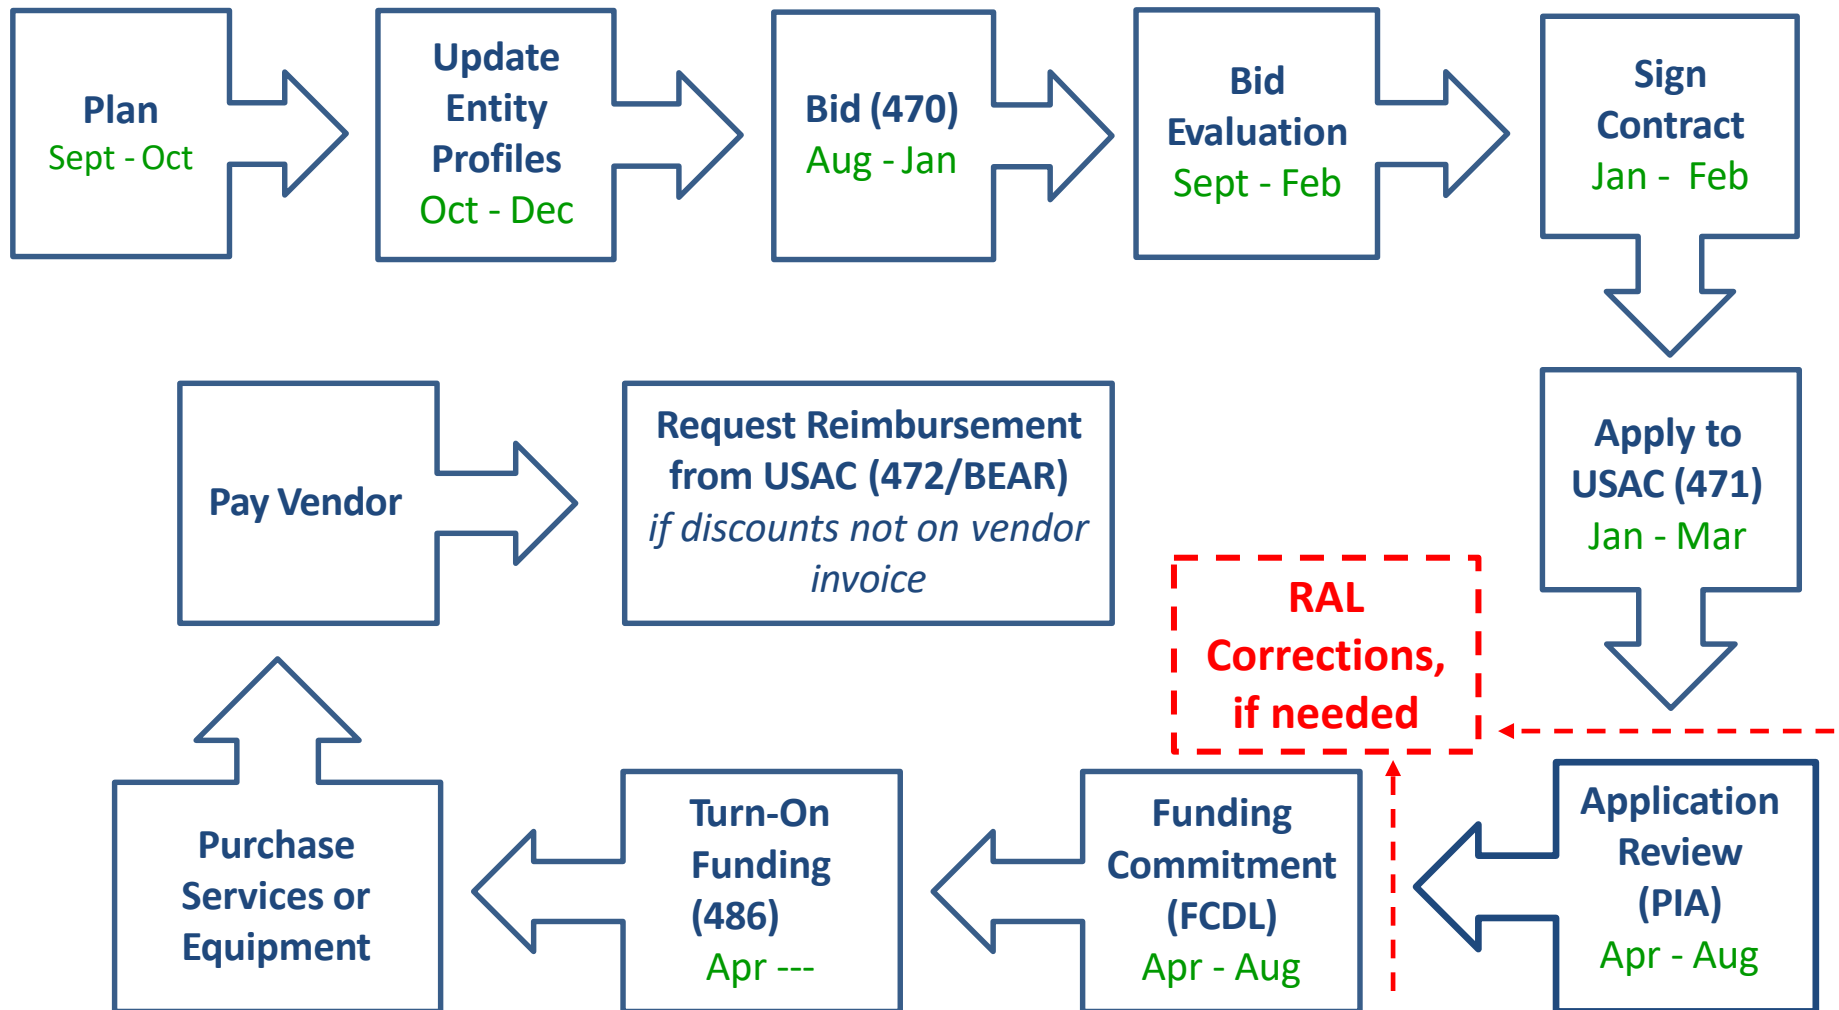 Plan
Sept - Oct
Update
Entity
Profiles
Oct - Dec
Bid (470)
Aug - Jan
Bid
Evaluation
Sept - Feb
Sign
Contract
Jan - Feb
Apply to
USAC (471)
Jan - Mar
Application
Review
(PIA)
Apr - Aug
RAL
Corrections,
if needed
Funding
Commitment
(FCDL)
Apr - Aug
Turn-On
Funding
(486)
Apr ---
Purchase
Services or
Equipment
Pay Vendor
Request Reimbursement
from USAC (472/BEAR)
if discounts not on vendor
invoice